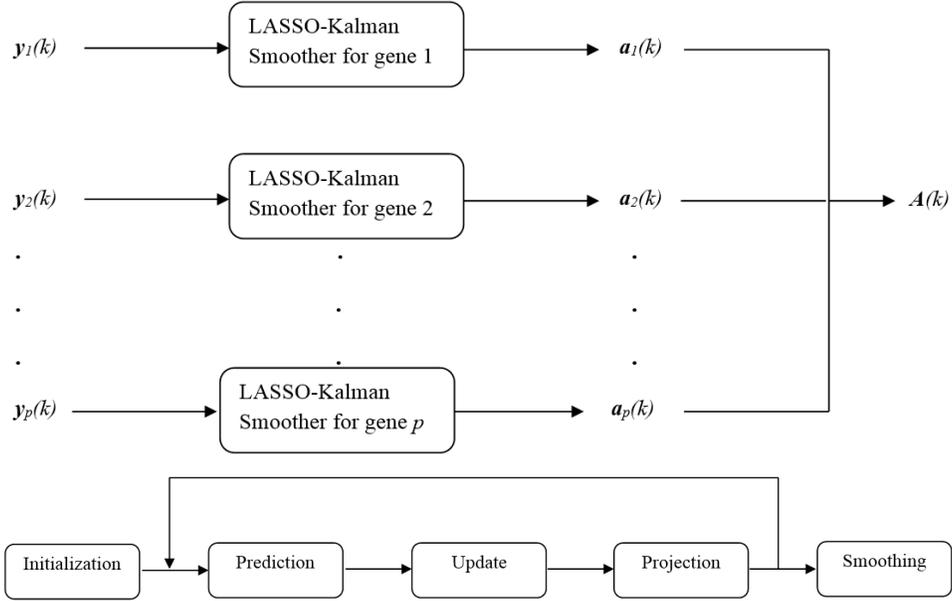 y1(k)
LASSO-Kalman
Smoother for gene 1
a1(k)
y2(k)
LASSO-Kalman
Smoother for gene 2
a2(k)
A(k)
yp(k)
LASSO-Kalman
Smoother for gene p
ap(k)
Initialization
Prediction
Update
Projection
Smoothing